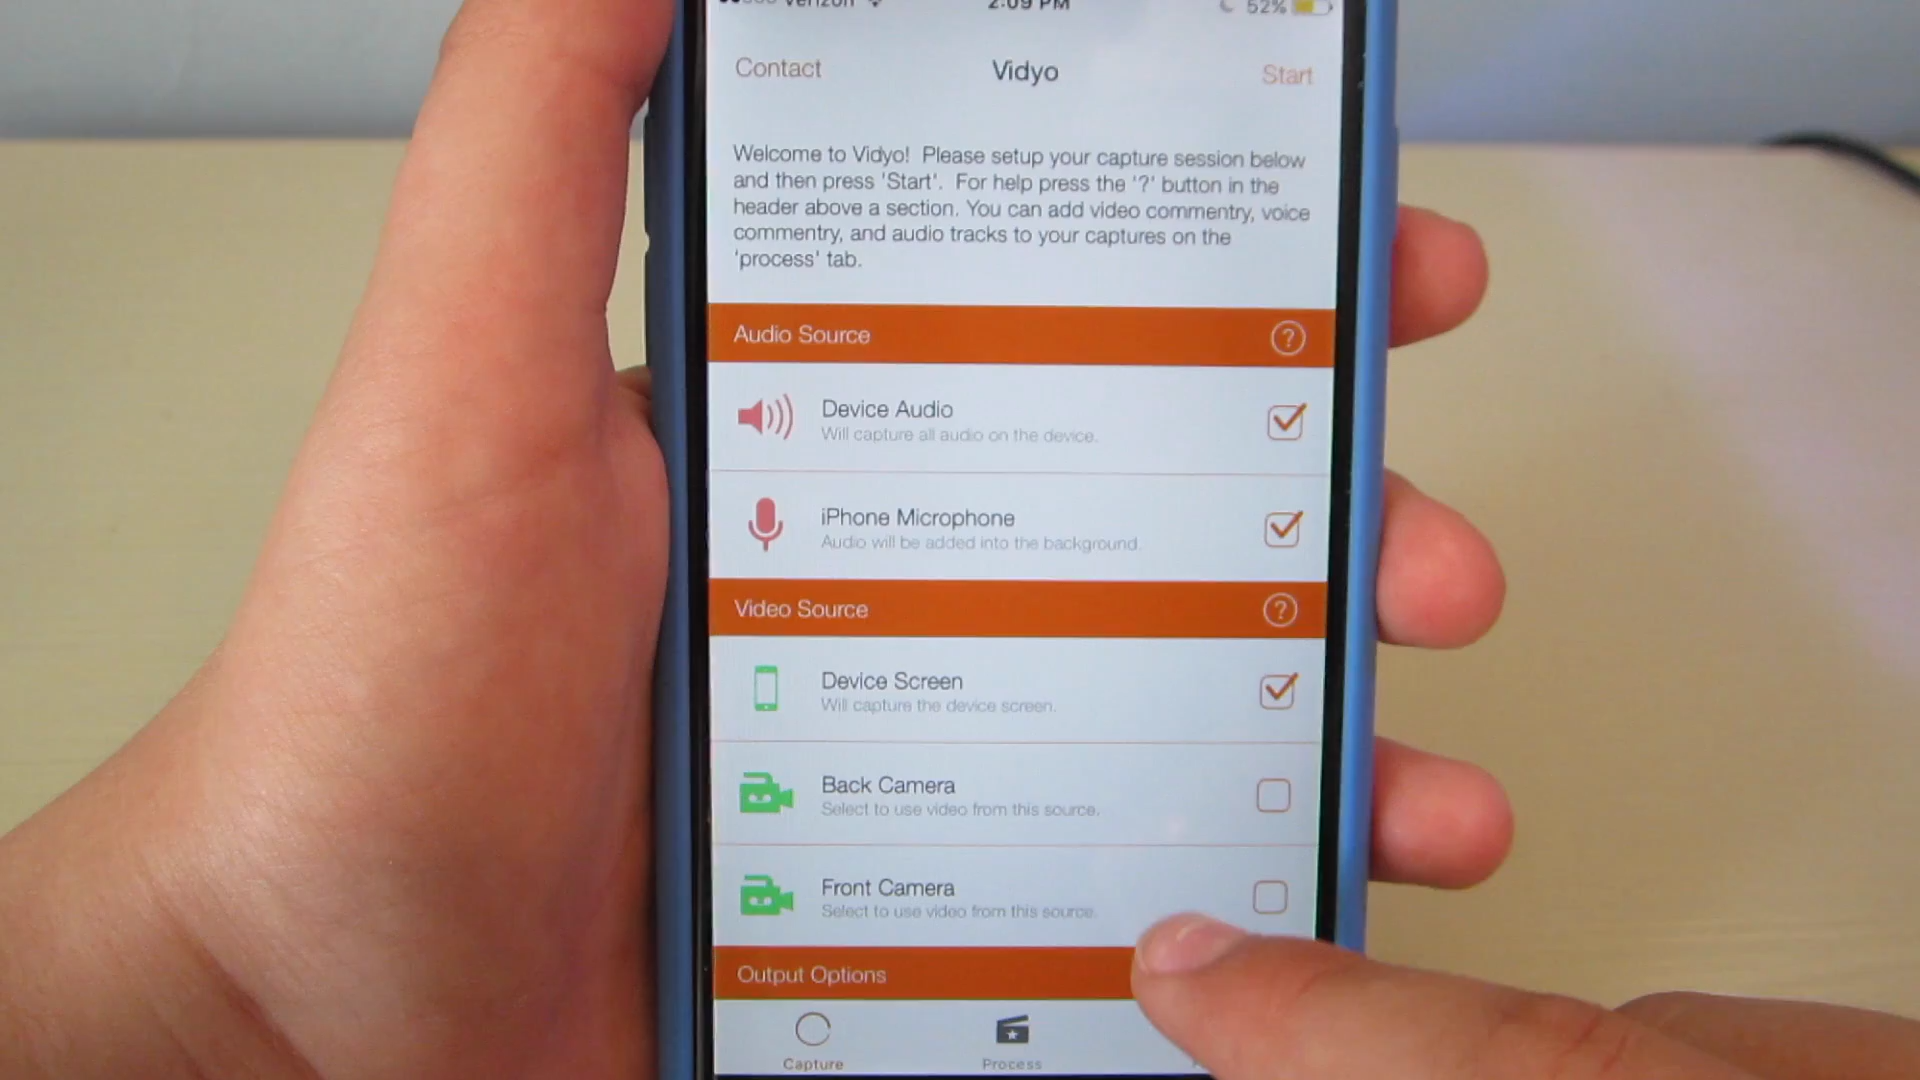 verizon 2:09 PM 52%
Contact Vidyo Start
Welcome to Vidyo! Please setup your capture session below
and then press 'Start'. For help press the '?' button in the
header above a section. You can add video commentry, voice
commentry, and audio tracks to your captures on the
'process' tab.
Audio Source ?
Device Audio
Will capture all audio on the device.
iPhone Microphone
Audio will be added into the background.
Video Source ?
Device Screen
Will capture the device screen.
Back Camera
Select to use video from this source.
Front Camera
Select to use video from this source.
Output Options
Capture Process